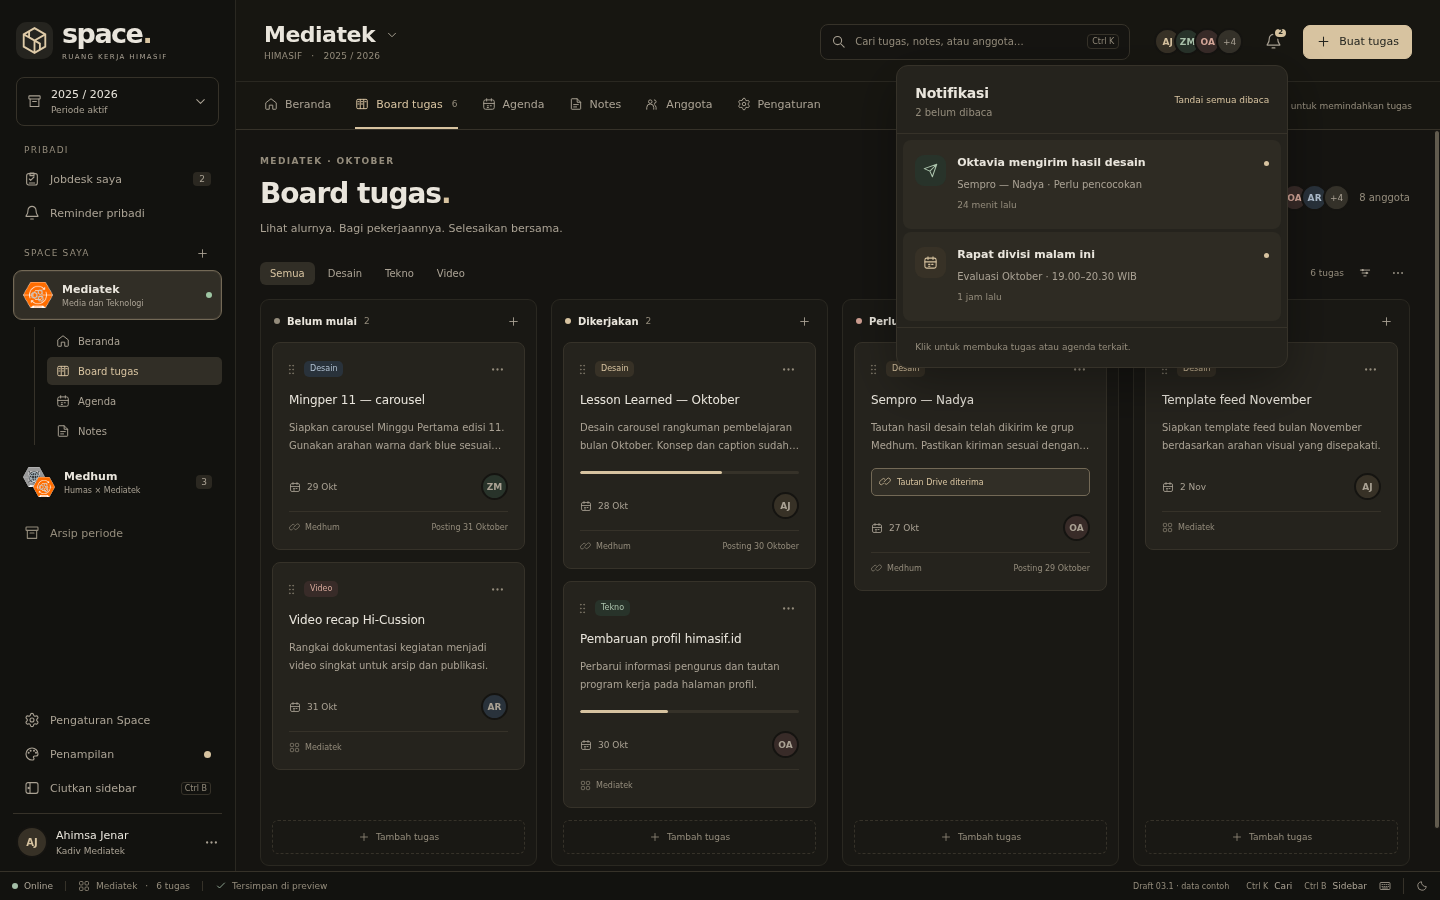 space.
RUANG KERJA HIMASIF
2025 / 2026
Periode aktif
PRIBADI
Jobdesk saya 2
Reminder pribadi
SPACE SAYA
Mediatek
Media dan Teknologi
Beranda
Board tugas
Agenda
Notes
Medhum 3
Humas × Mediatek
Arsip periode
Pengaturan Space
Penampilan
Ciutkan sidebar Ctrl B
AJ
Ahimsa Jenar
Kadiv Mediatek
Mediatek
HIMASIF · 2025 / 2026
Cari tugas, notes, atau anggota... Ctrl K
AJ ZM OA +4
2
Buat tugas
Beranda
Board tugas 6
Agenda
Notes
Anggota
Pengaturan
untuk memindahkan tugas
Notifikasi
2 belum dibaca
Tandai semua dibaca
Oktavia mengirim hasil desain
Sempro — Nadya · Perlu pencocokan
24 menit lalu
Rapat divisi malam ini
Evaluasi Oktober · 19.00–20.30 WIB
1 jam lalu
Klik untuk membuka tugas atau agenda terkait.
MEDIATEK · OKTOBER
Board tugas.
Lihat alurnya. Bagi pekerjaannya. Selesaikan bersama.
OA AR +4 8 anggota
Semua Desain Tekno Video
6 tugas
Belum mulai 2
Desain
Mingper 11 — carousel
Siapkan carousel Minggu Pertama edisi 11.
Gunakan arahan warna dark blue sesuai...
29 Okt ZM
Medhum Posting 31 Oktober
Video
Video recap Hi-Cussion
Rangkai dokumentasi kegiatan menjadi
video singkat untuk arsip dan publikasi.
31 Okt AR
Mediatek
Tambah tugas
Dikerjakan 2
Desain
Lesson Learned — Oktober
Desain carousel rangkuman pembelajaran
bulan Oktober. Konsep dan caption sudah...
28 Okt AJ
Medhum Posting 30 Oktober
Tekno
Pembaruan profil himasif.id
Perbarui informasi pengurus dan tautan
program kerja pada halaman profil.
30 Okt OA
Mediatek
Tambah tugas
Perlu
Desain
Sempro — Nadya
Tautan hasil desain telah dikirim ke grup
Medhum. Pastikan kiriman sesuai dengan...
Tautan Drive diterima
27 Okt OA
Medhum Posting 29 Oktober
Tambah tugas
Desain
Template feed November
Siapkan template feed bulan November
berdasarkan arahan visual yang disepakati.
2 Nov AJ
Mediatek
Tambah tugas
Online
Mediatek · 6 tugas
Tersimpan di preview
Draft 03.1 · data contoh
Ctrl K Cari
Ctrl B Sidebar